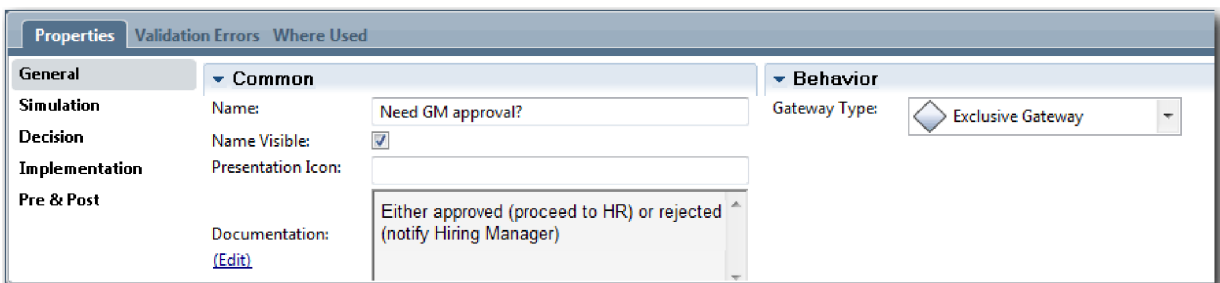 Properties Validation Errors Where Used
General
Simulation
Decision
Implementation
Pre & Post
Common
Name: Need GM approval?
Name Visible:
Presentation Icon:
Documentation:
(Edit)
Either approved (proceed to HR) or rejected
(notify Hiring Manager)
Behavior
Gateway Type: Exclusive Gateway